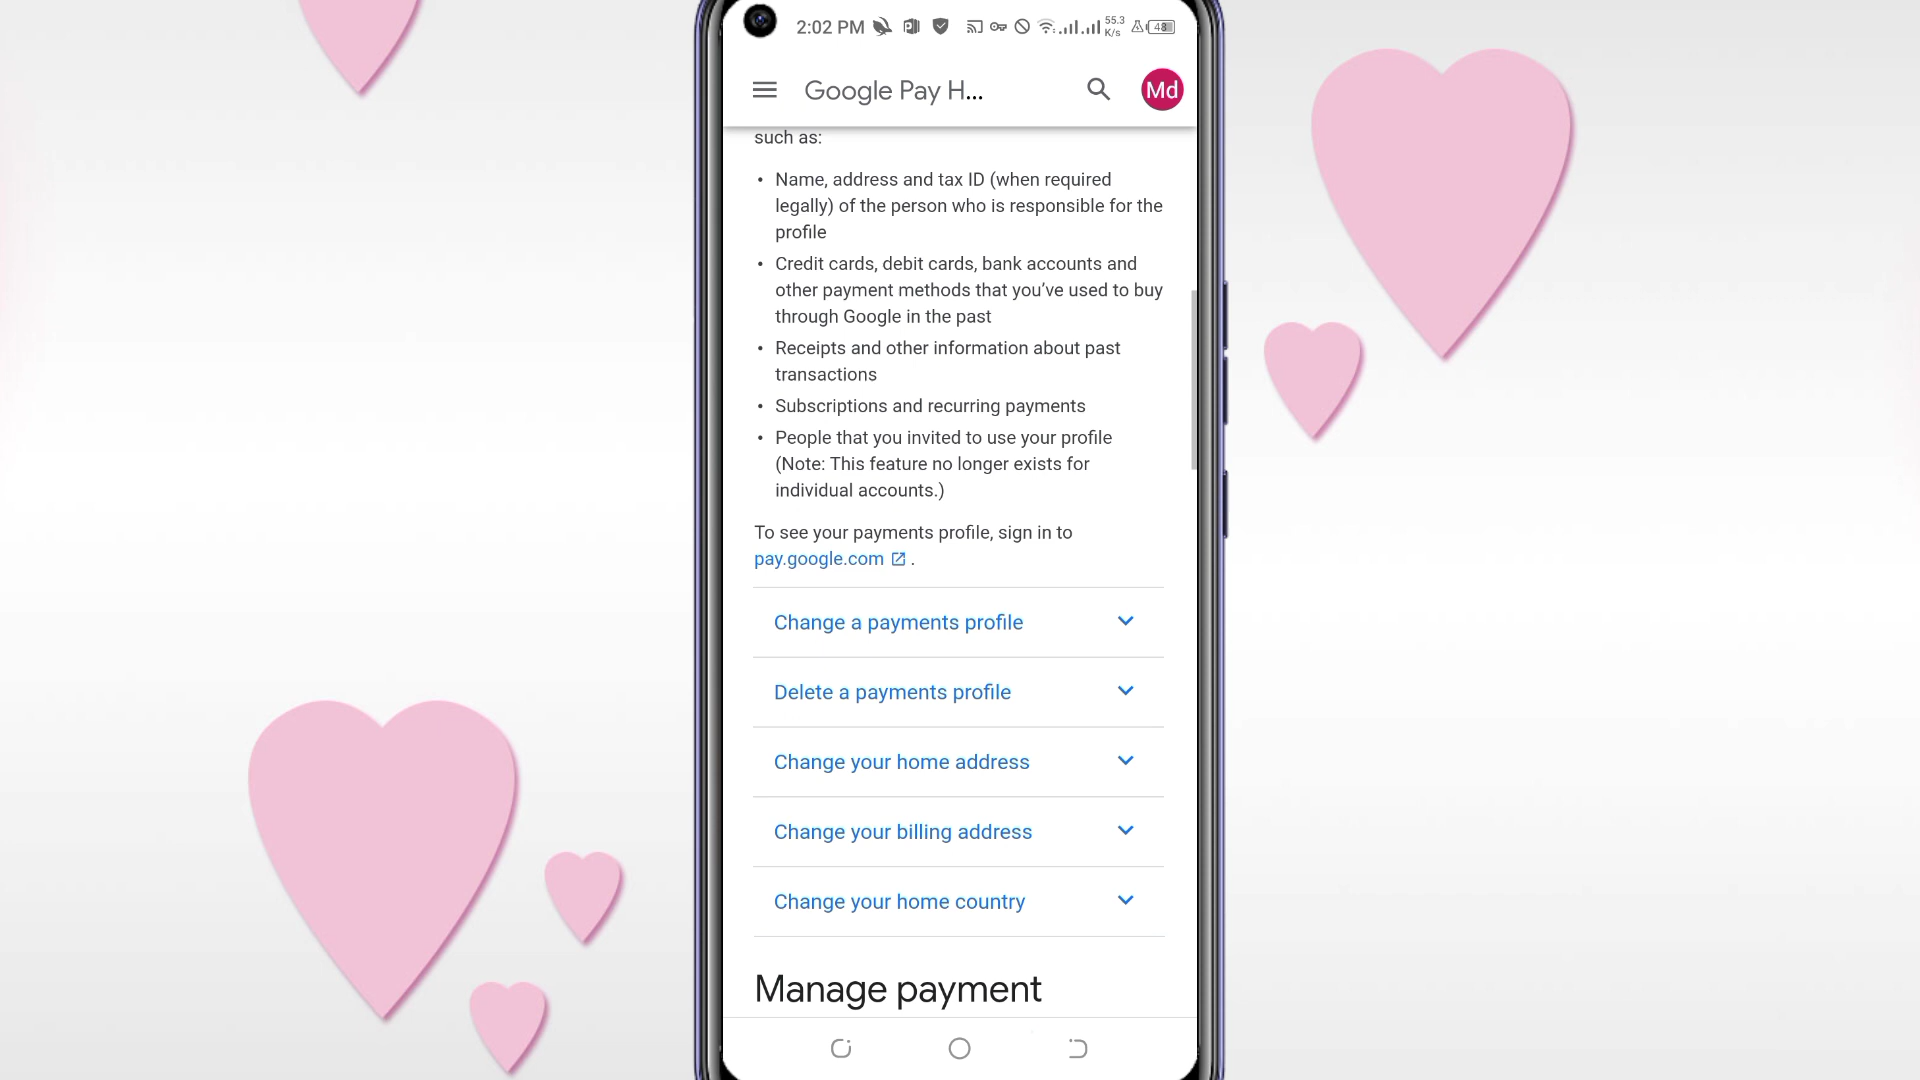 2:02 PM 55.3 K/s 48
Google Pay H... Md
such as:
• Name, address and tax ID (when required
legally) of the person who is responsible for the
profile
• Credit cards, debit cards, bank accounts and
other payment methods that you’ve used to buy
through Google in the past
• Receipts and other information about past
transactions
• Subscriptions and recurring payments
• People that you invited to use your profile
(Note: This feature no longer exists for
individual accounts.)
To see your payments profile, sign in to
pay.google.com .
Change a payments profile
Delete a payments profile
Change your home address
Change your billing address
Change your home country
Manage payment